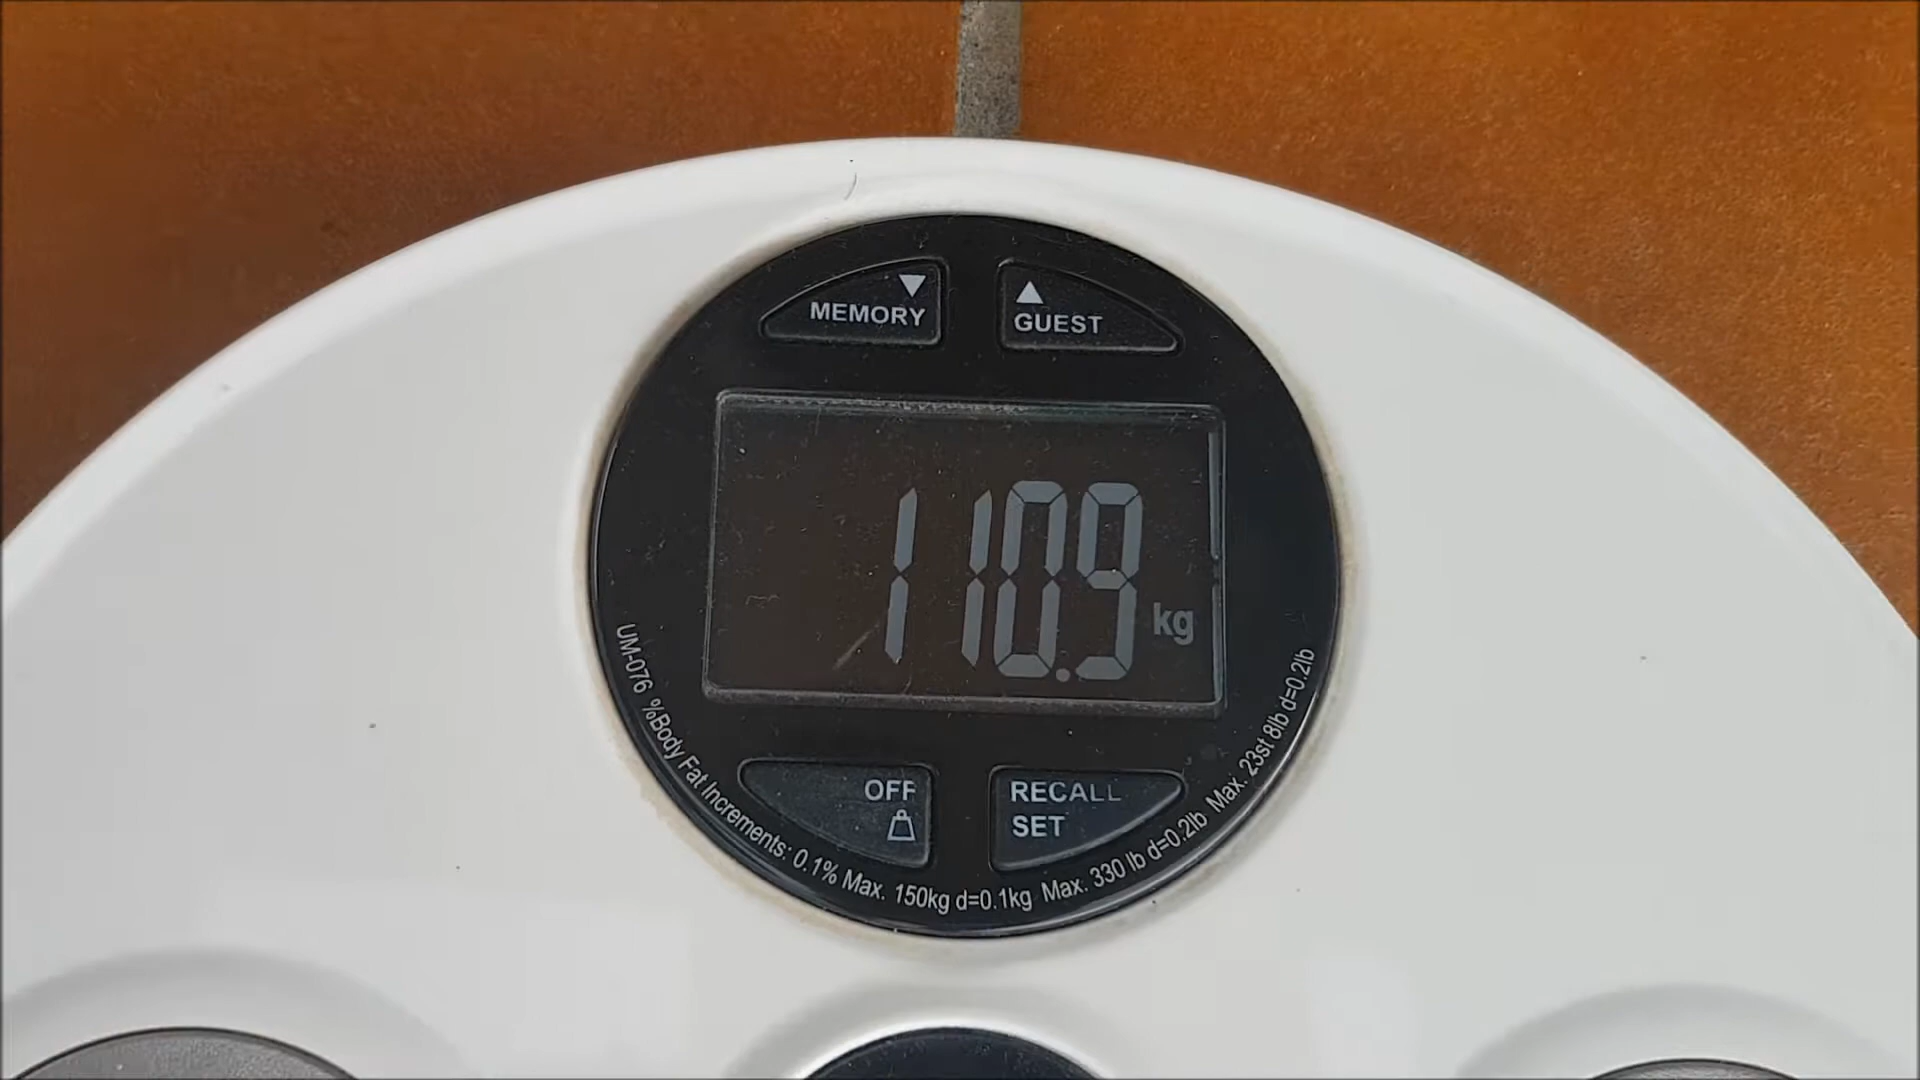 ▼ ▲
MEMORY GUEST
110.9 kg
OFF RECALL
SET
UM-076 %Body Fat Increments: 0.1% Max. 150kg d=0.1kg Max. 330 lb d=0.2lb Max. 23st 8lb d=0.2lb